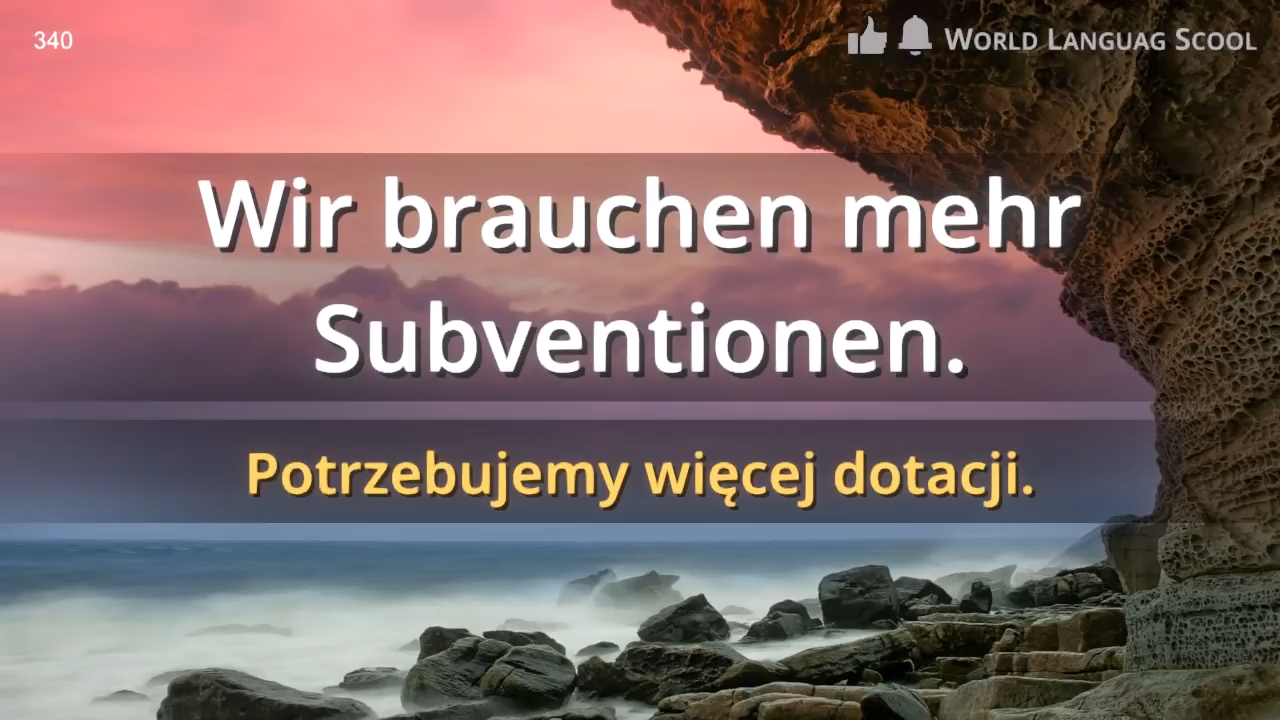 340
World Languag Scool
Wir brauchen mehr
Subventionen.
Potrzebujemy więcej dotacji.